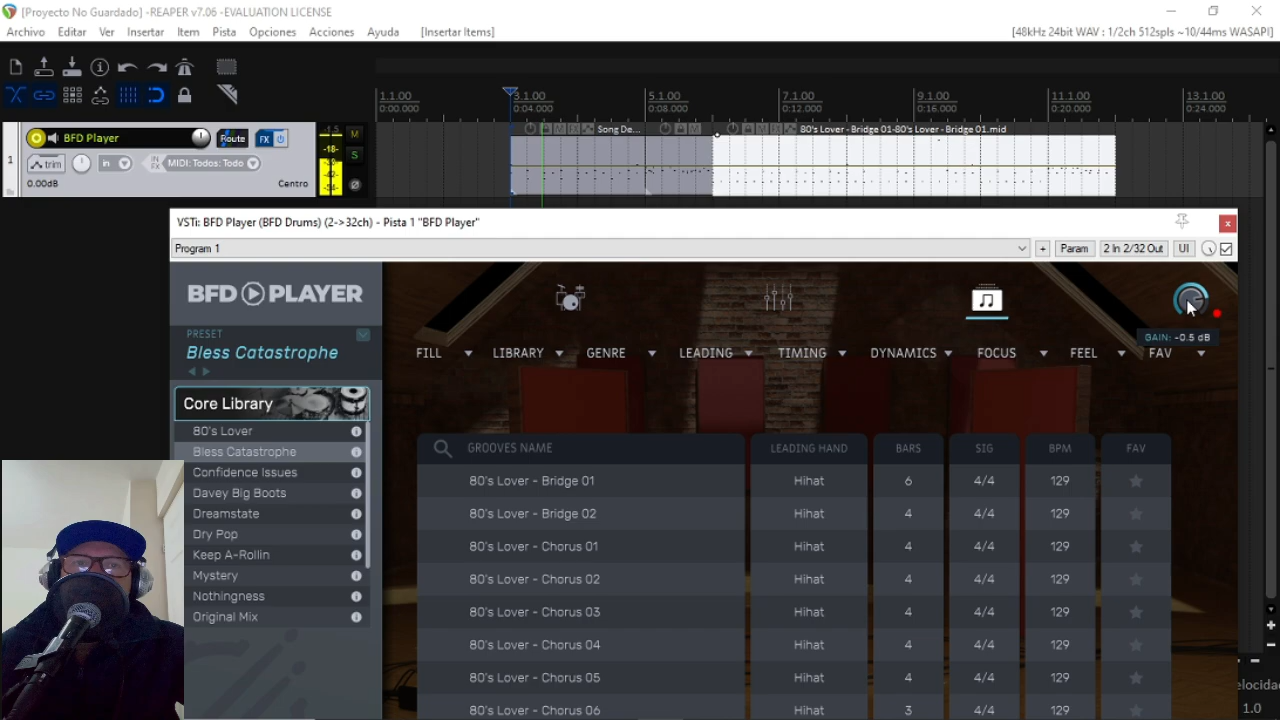 [Proyecto No Guardado] -REAPER v7.06 -EVALUATION LICENSE
Archivo Editar Ver Insertar Item Pista Opciones Acciones Ayuda [Insertar Items] [48kHz 24bit WAV : 1/2ch 512spls ~10/44ms WASAPI]
1.1.00 3.1.00 5.1.00 7.1.00 9.1.00 11.1.00 13.1.00
0:00.000 0:04.000 0:08.000 0:12.000 0:16.000 0:20.000 0:24.000
Song De... 80's Lover - Bridge 01-80's Lover - Bridge 01.mid
1 BFD Player Route FX M
-18-
trim in IN FX MIDI: Todos: Todo S
0.00dB Centro
VSTi: BFD Player (BFD Drums) (2->32ch) - Pista 1 "BFD Player"
Program 1 + Param 2 In 2/32 Out UI
BFD PLAYER
PRESET
Bless Catastrophe
GAIN: -0.5 dB
FILL LIBRARY GENRE LEADING TIMING DYNAMICS FOCUS FEEL FAV
Core Library
80's Lover
Bless Catastrophe
Confidence Issues
Davey Big Boots
Dreamstate
Dry Pop
Keep A-Rollin
Mystery
Nothingness
Original Mix
GROOVES NAME LEADING HAND BARS SIG BPM FAV
80's Lover - Bridge 01 Hihat 6 4/4 129
80's Lover - Bridge 02 Hihat 4 4/4 129
80's Lover - Chorus 01 Hihat 4 4/4 129
80's Lover - Chorus 02 Hihat 4 4/4 129
80's Lover - Chorus 03 Hihat 4 4/4 129
80's Lover - Chorus 04 Hihat 4 4/4 129
80's Lover - Chorus 05 Hihat 4 4/4 129
80's Lover - Chorus 06 Hihat 3 4/4 129
elocidad
1.0